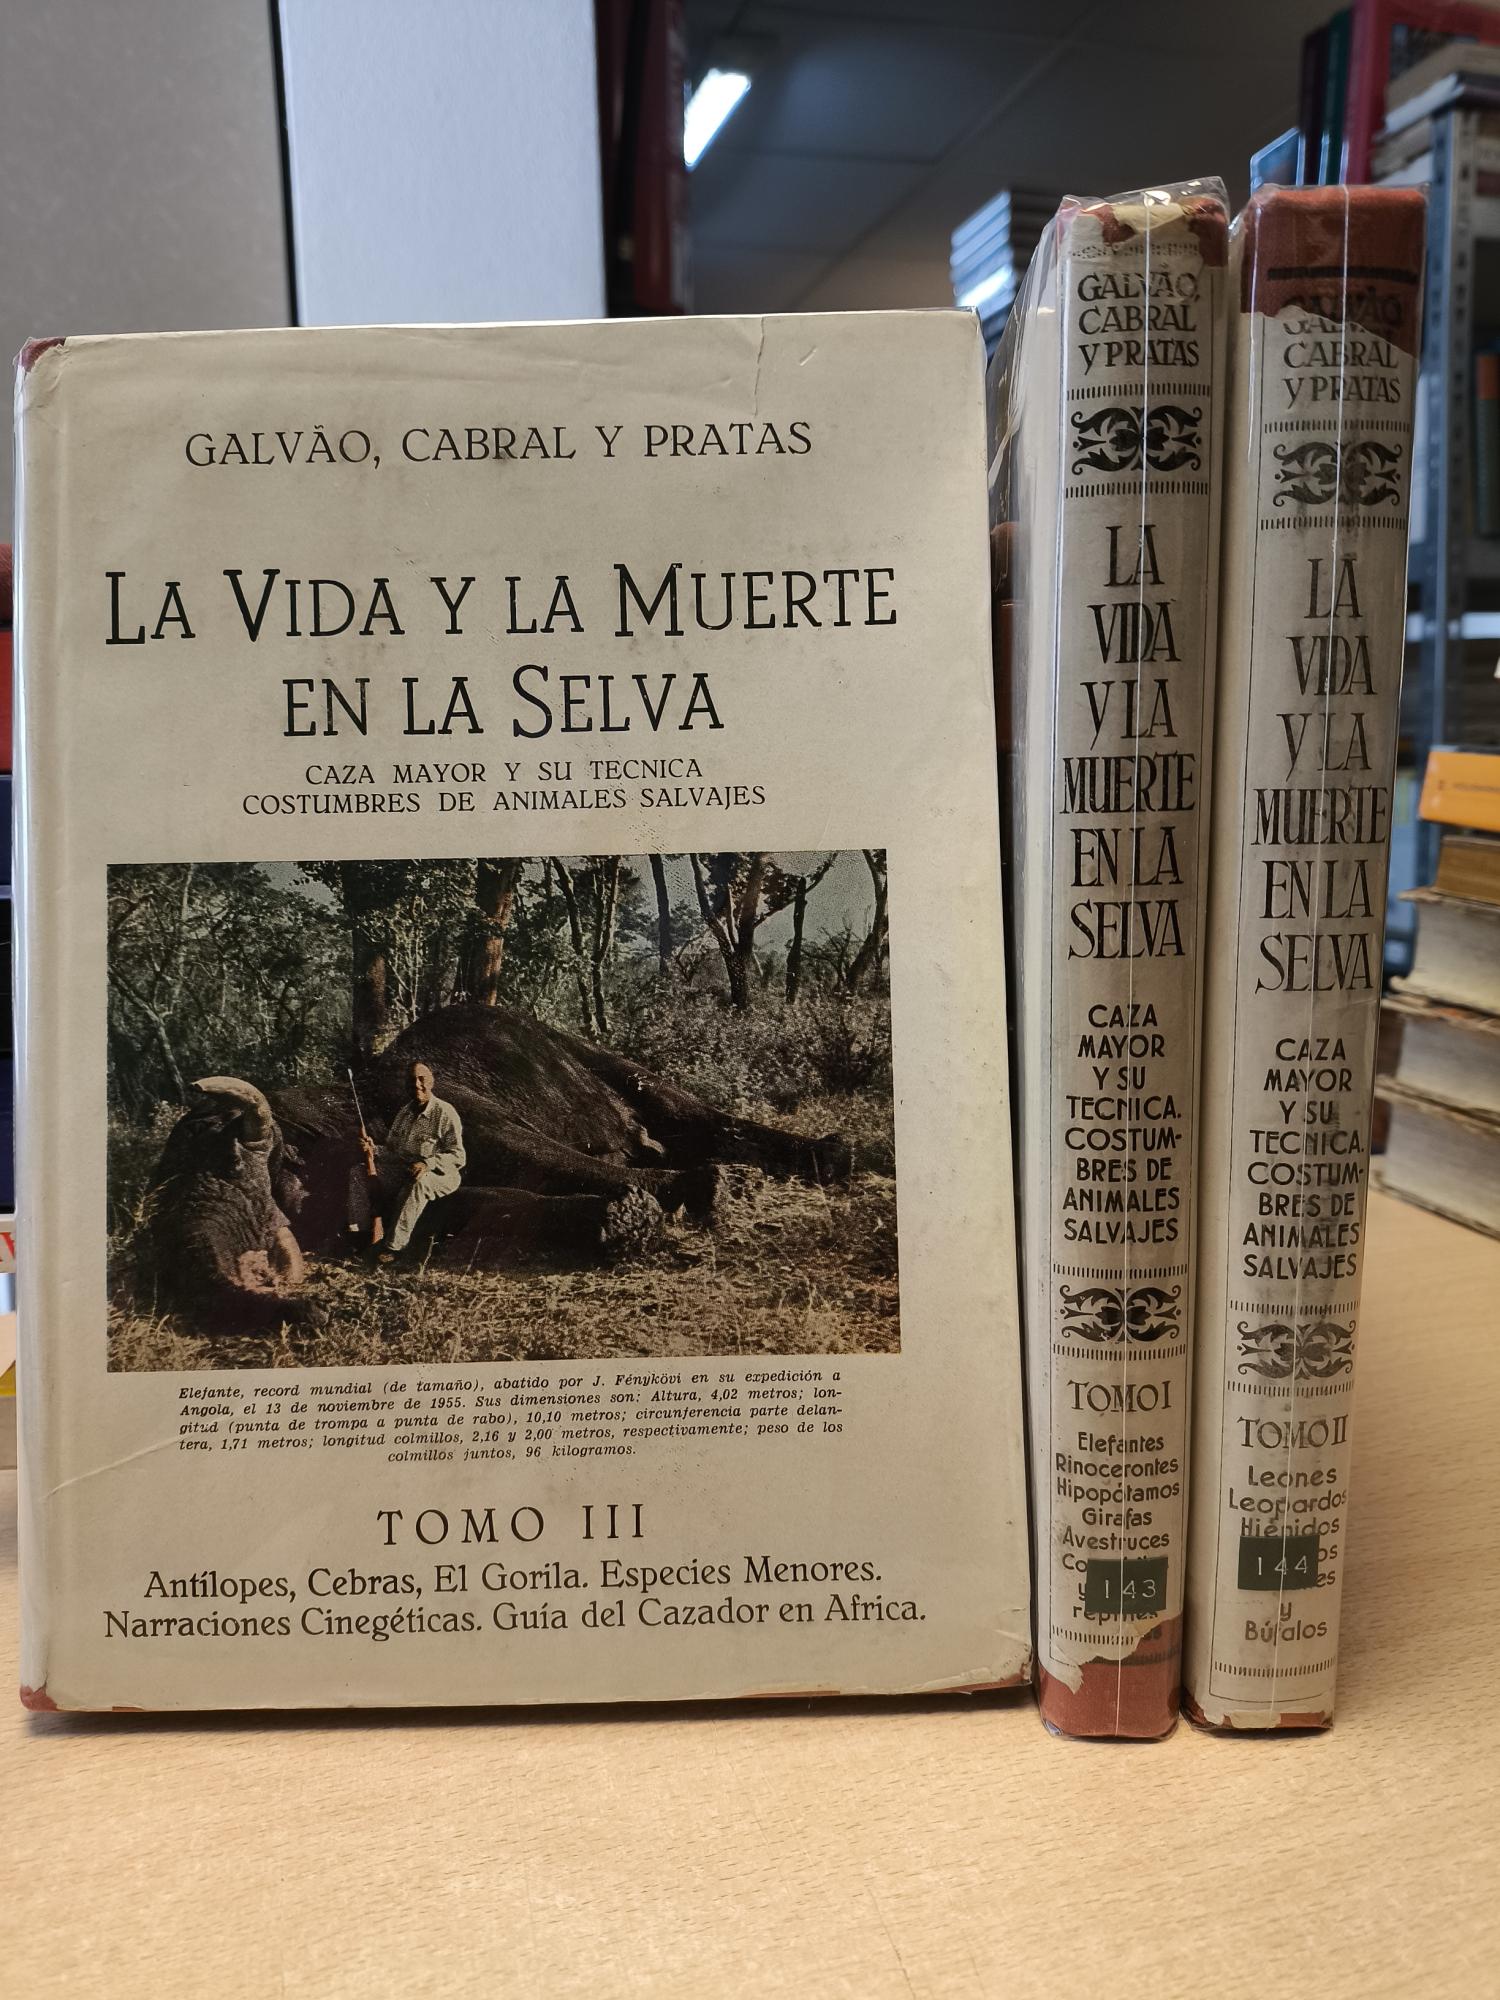 GALVÃO, CABRAL Y PRATAS
LA VIDA Y LA MUERTE
EN LA SELVA
CAZA MAYOR Y SU TECNICA
COSTUMBRES DE ANIMALES SALVAJES
Elefante, record mundial (de tamaño), abatido por J. Fénykövi en su expedición a
Angola, el 13 de noviembre de 1955. Sus dimensiones son: Altura, 4,02 metros; lon-
gitud (punta de trompa a punta de rabo), 10,10 metros; circunferencia parte delan-
tera, 1,71 metros; longitud colmillos, 2,16 y 2,00 metros, respectivamente; peso de los
colmillos juntos, 96 kilogramos.
TOMO III
Antílopes, Cebras, El Gorila. Especies Menores.
Narraciones Cinegéticas. Guía del Cazador en Africa.
GALVÃO,
CABRAL
Y PRATAS
LA
VIDA
Y LA
MUERTE
EN LA
SELVA
CAZA
MAYOR
Y SU
TECNICA.
COSTUM-
BRES DE
ANIMALES
SALVAJES
TOMO I
Elefantes
Rinocerontes
Hipopótamos
Girafas
Avestruces
y
reptiles
143
GALVÃO
CABRAL
Y PRATAS
LA
VIDA
Y LA
MUERTE
EN LA
SELVA
CAZA
MAYOR
Y SU
TECNICA.
COSTUM-
BRES DE
ANIMALES
SALVAJES
TOMO II
Leones
Leopardos
Hiénidos
144
y
Búfalos